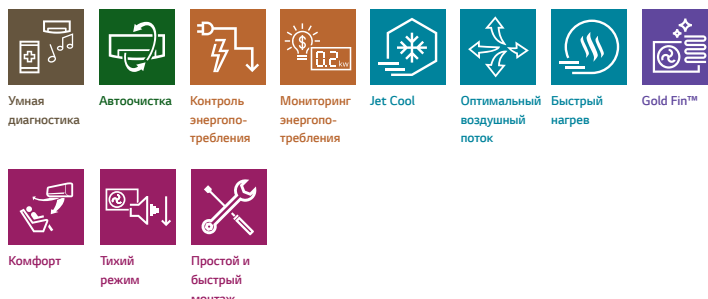 0.2 kw
Умная
диагностика
Автоочистка
Контроль
энергопо-
требления
Мониторинг
энергопо-
требления
Jet Cool
Оптимальный
воздушный
поток
Быстрый
нагрев
Gold Fin™
Комфорт
Тихий
режим
Простой и
быстрый
монтаж